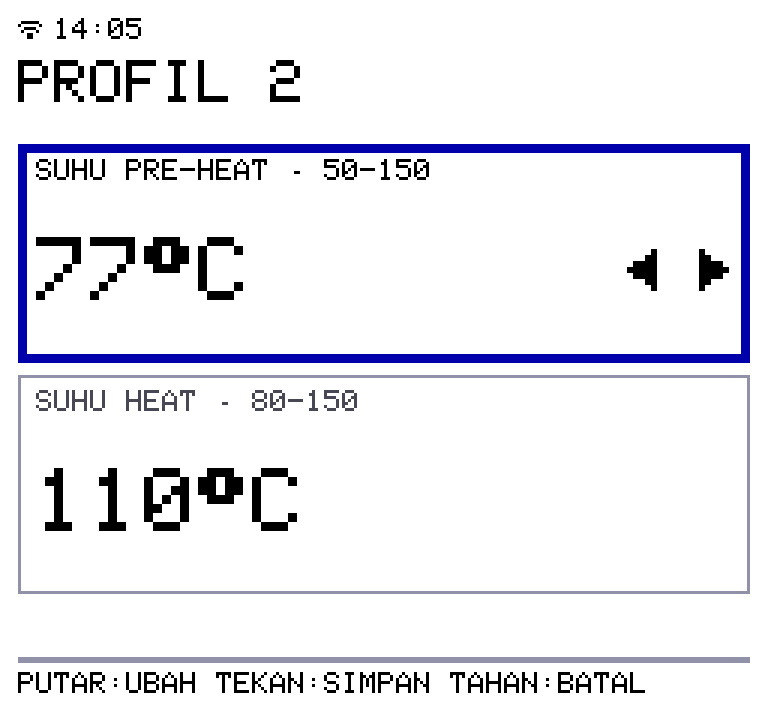 14:05
PROFIL 2
SUHU PRE-HEAT - 50-150
77°C
SUHU HEAT - 80-150
110°C
PUTAR:UBAH TEKAN:SIMPAN TAHAN:BATAL